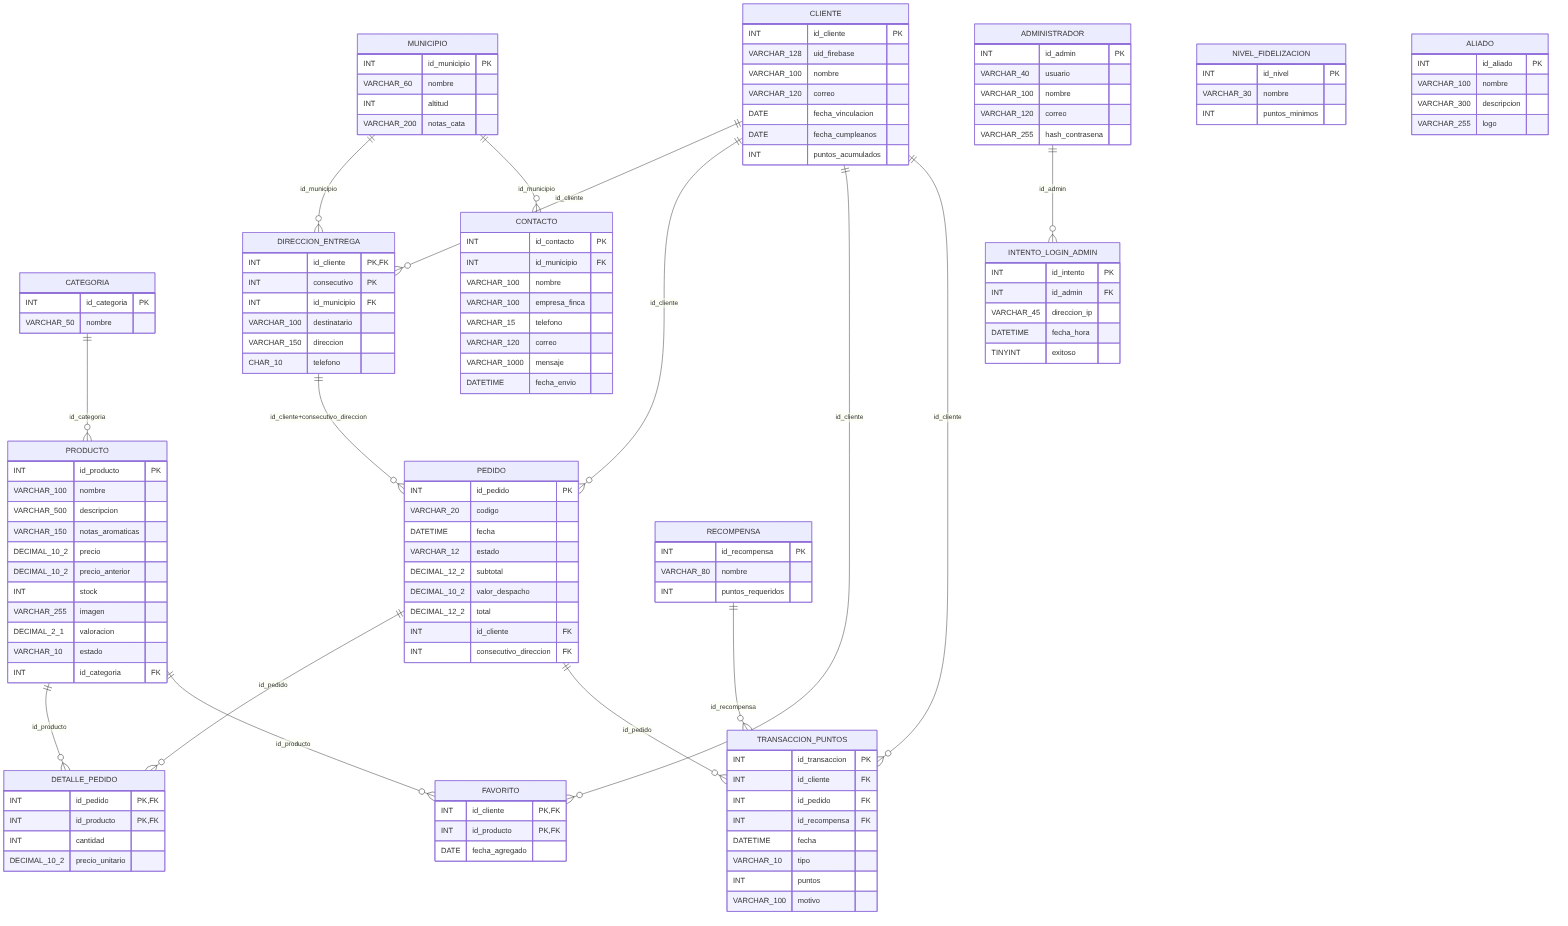 CLIENTE
INT id_cliente PK
VARCHAR_128 uid_firebase
VARCHAR_100 nombre
VARCHAR_120 correo
DATE fecha_vinculacion
DATE fecha_cumpleanos
INT puntos_acumulados
ADMINISTRADOR
INT id_admin PK
VARCHAR_40 usuario
VARCHAR_100 nombre
VARCHAR_120 correo
VARCHAR_255 hash_contrasena
ALIADO
INT id_aliado PK
VARCHAR_100 nombre
VARCHAR_300 descripcion
VARCHAR_255 logo
MUNICIPIO
INT id_municipio PK
VARCHAR_60 nombre
INT altitud
VARCHAR_200 notas_cata
NIVEL_FIDELIZACION
INT id_nivel PK
VARCHAR_30 nombre
INT puntos_minimos
id_municipio
id_municipio
id_cliente
id_admin
CONTACTO
INT id_contacto PK
INT id_municipio FK
VARCHAR_100 nombre
VARCHAR_100 empresa_finca
VARCHAR_15 telefono
VARCHAR_120 correo
VARCHAR_1000 mensaje
DATETIME fecha_envio
DIRECCION_ENTREGA
INT id_cliente PK,FK
INT consecutivo PK
INT id_municipio FK
VARCHAR_100 destinatario
VARCHAR_150 direccion
CHAR_10 telefono
INTENTO_LOGIN_ADMIN
INT id_intento PK
INT id_admin FK
VARCHAR_45 direccion_ip
DATETIME fecha_hora
TINYINT exitoso
CATEGORIA
INT id_categoria PK
VARCHAR_50 nombre
id_cliente
id_categoria
id_cliente+consecutivo_direccion
id_cliente
id_cliente
PRODUCTO
INT id_producto PK
VARCHAR_100 nombre
VARCHAR_500 descripcion
VARCHAR_150 notas_aromaticas
DECIMAL_10_2 precio
DECIMAL_10_2 precio_anterior
INT stock
VARCHAR_255 imagen
DECIMAL_2_1 valoracion
VARCHAR_10 estado
INT id_categoria FK
PEDIDO
INT id_pedido PK
VARCHAR_20 codigo
DATETIME fecha
VARCHAR_12 estado
DECIMAL_12_2 subtotal
DECIMAL_10_2 valor_despacho
DECIMAL_12_2 total
INT id_cliente FK
INT consecutivo_direccion FK
RECOMPENSA
INT id_recompensa PK
VARCHAR_80 nombre
INT puntos_requeridos
id_pedido
id_recompensa
id_producto
id_pedido
id_producto
TRANSACCION_PUNTOS
INT id_transaccion PK
INT id_cliente FK
INT id_pedido FK
INT id_recompensa FK
DATETIME fecha
VARCHAR_10 tipo
INT puntos
VARCHAR_100 motivo
DETALLE_PEDIDO
INT id_pedido PK,FK
INT id_producto PK,FK
INT cantidad
DECIMAL_10_2 precio_unitario
FAVORITO
INT id_cliente PK,FK
INT id_producto PK,FK
DATE fecha_agregado